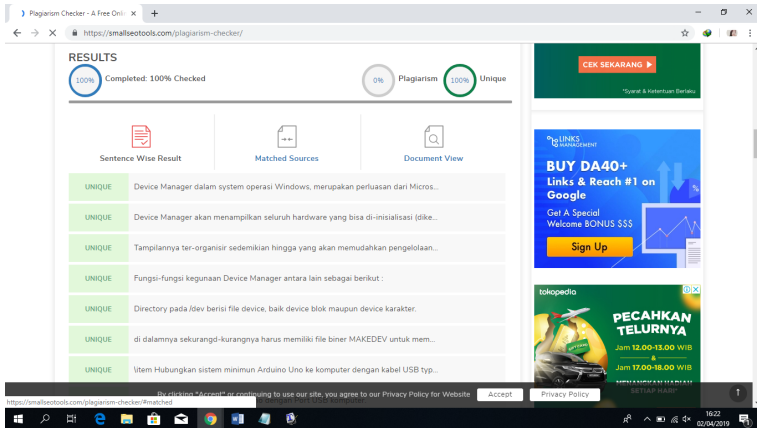 Plagiarism Checker - A Free Onlin
https://smallseotools.com/plagiarism-checker/
RESULTS
100%
Completed: 100% Checked
0%
Plagiarism
100%
Unique
Sentence Wise Result
Matched Sources
Document View
UNIQUE Device Manager dalam system operasi Windows, merupakan perluasan dari Micros...
UNIQUE Device Manager akan menampilkan seluruh hardware yang bisa di-inisialisasi (dike...
UNIQUE Tampilannya ter-organisir sedemikian hingga yang akan memudahkan pengelolaan...
UNIQUE Fungsi-fungsi kegunaan Device Manager antara lain sebagai berikut :
UNIQUE Directory pada /dev berisi file device, baik device blok maupun device karakter.
UNIQUE di dalamnya sekurangd-kurangnya harus memiliki file biner MAKEDEV untuk mem...
UNIQUE \item Hubungkan sistem minimun Arduino Uno ke komputer dengan kabel USB typ...
CEK SEKARANG
*Syarat & Ketentuan Berlaku
LINKS
MANAGEMENT
BUY DA40+
Links & Reach #1 on
Google
Get A Special
Welcome BONUS $$$
Sign Up
tokopedia
PECAHKAN
TELURNYA
Jam 12.00-13.00 WIB
&
Jam 17.00-18.00 WIB
MENANGKAN HADIAH
SETIAP HARI!
By clicking "Accept" or continuing to use our site, you agree to our Privacy Policy for Website
Accept
Privacy Policy
https://smallseotools.com/plagiarism-checker/#matched
16:22
02/04/2019